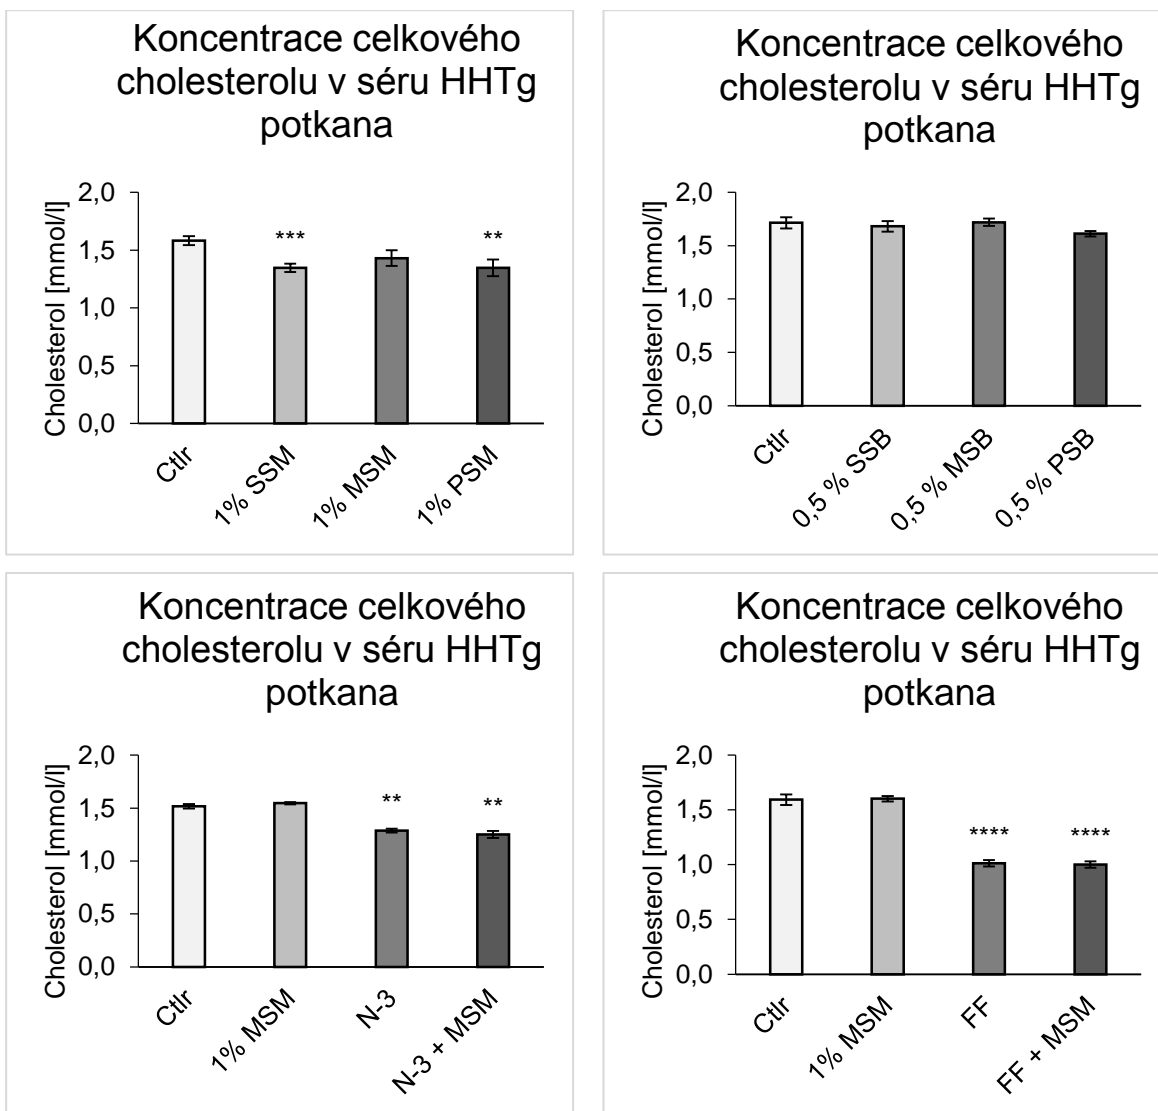 Koncentrace celkového
cholesterolu v séru HHTg
potkana
Cholesterol [mmol/l]
2,0
1,5
1,0
0,5
0,0
***
**
Ctlr
1% SSM
1% MSM
1% PSM
Koncentrace celkového
cholesterolu v séru HHTg
potkana
Cholesterol [mmol/l]
2,0
1,5
1,0
0,5
0,0
Ctlr
0,5 % SSB
0,5 % MSB
0,5 % PSB
Koncentrace celkového
cholesterolu v séru HHTg
potkana
Cholesterol [mmol/l]
2,0
1,5
1,0
0,5
0,0
**
**
Ctlr
1% MSM
N-3
N-3 + MSM
Koncentrace celkového
cholesterolu v séru HHTg
potkana
Cholesterol [mmol/l]
2,0
1,5
1,0
0,5
0,0
****
****
Ctlr
1% MSM
FF
FF + MSM